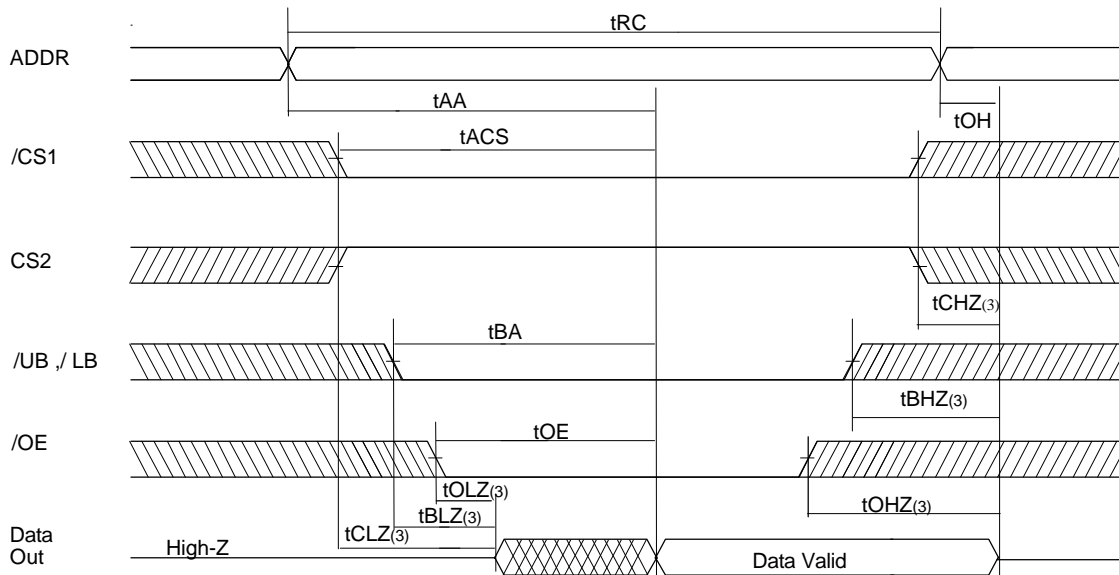 tRC
ADDR
tAA
tOH
tACS
/CS1
CS2
tCHZ(3)
tBA
/UB ,/ LB
tBHZ(3)
tOE
/OE
tOLZ(3)
tOHZ(3)
tBLZ(3)
tCLZ(3)
Data
Out
High-Z
Data Valid